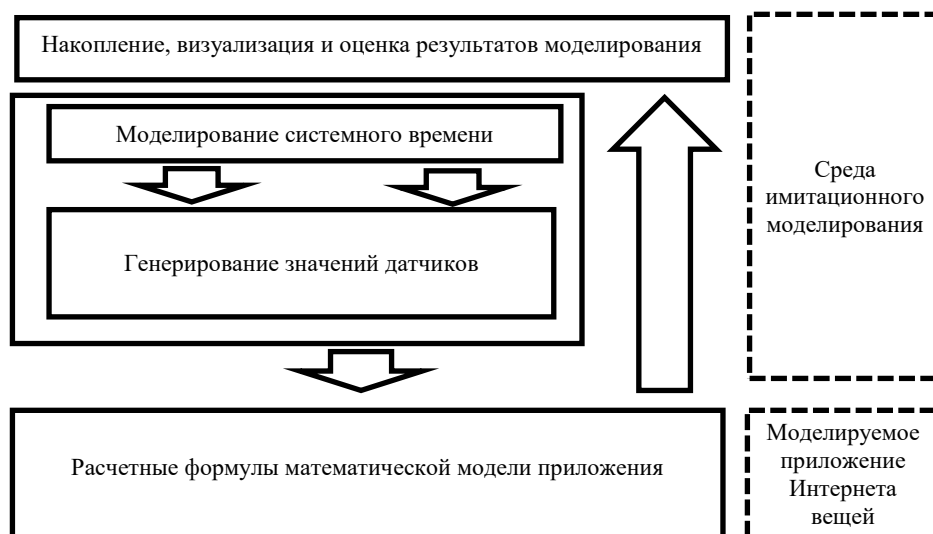 Накопление, визуализация и оценка результатов моделирования
Моделирование системного времени
Генерирование значений датчиков
Среда
имитационного
моделирования
Расчетные формулы математической модели приложения
Моделируемое
приложение
Интернета
вещей